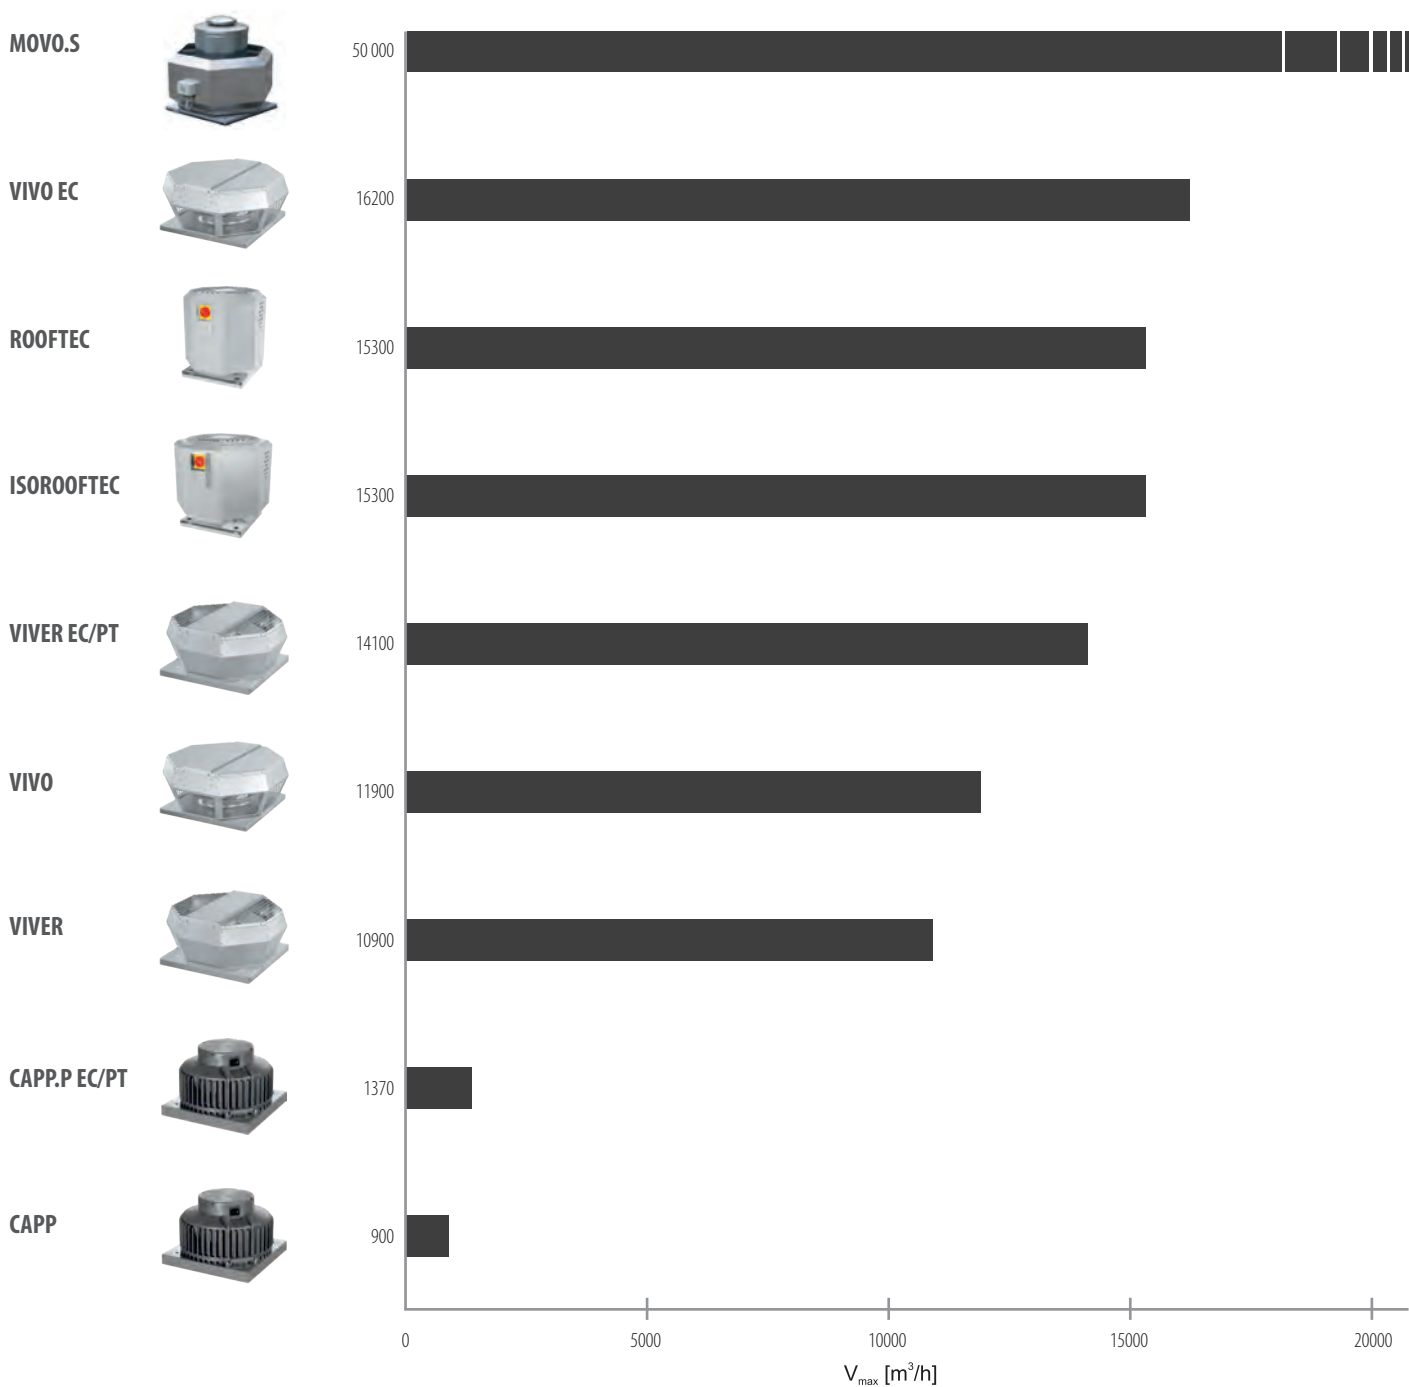 MOVO.S 50 000
VIVO EC 16200
ROOFTEC 15300
ISOROOFTEC 15300
VIVER EC/PT 14100
VIVO 11900
VIVER 10900
CAPP.P EC/PT 1370
CAPP 900
0 5000 10000 15000 20000
Vmax [m³/h]